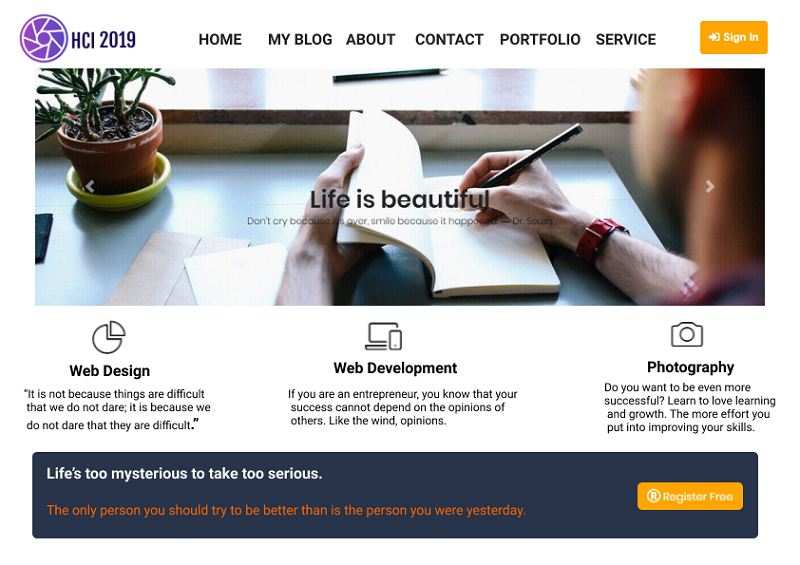 HCI 2019
HOME MY BLOG ABOUT CONTACT PORTFOLIO SERVICE
Sign In
Life is beautiful
Don't cry because it's over, smile because it happened. — Dr. Seuss
Web Design
“It is not because things are difficult
that we do not dare; it is because we
do not dare that they are difficult.”
Web Development
If you are an entrepreneur, you know that your
success cannot depend on the opinions of
others. Like the wind, opinions.
Photography
Do you want to be even more
successful? Learn to love learning
and growth. The more effort you
put into improving your skills.
Life’s too mysterious to take too serious.
The only person you should try to be better than is the person you were yesterday.
® Register Free